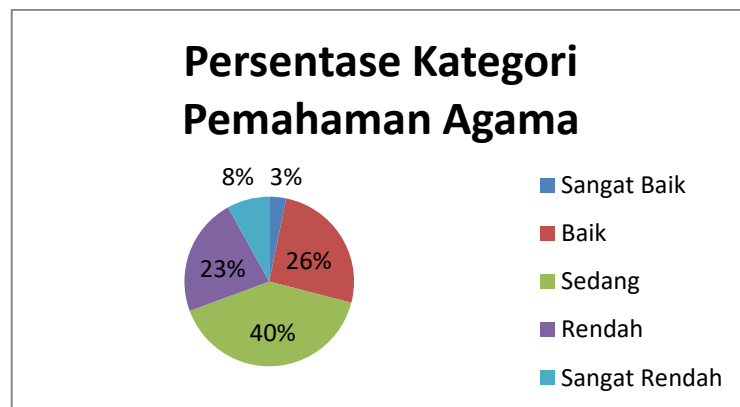 Persentase Kategori
Pemahaman Agama
8%
3%
26%
23%
40%
Sangat Baik
Baik
Sedang
Rendah
Sangat Rendah